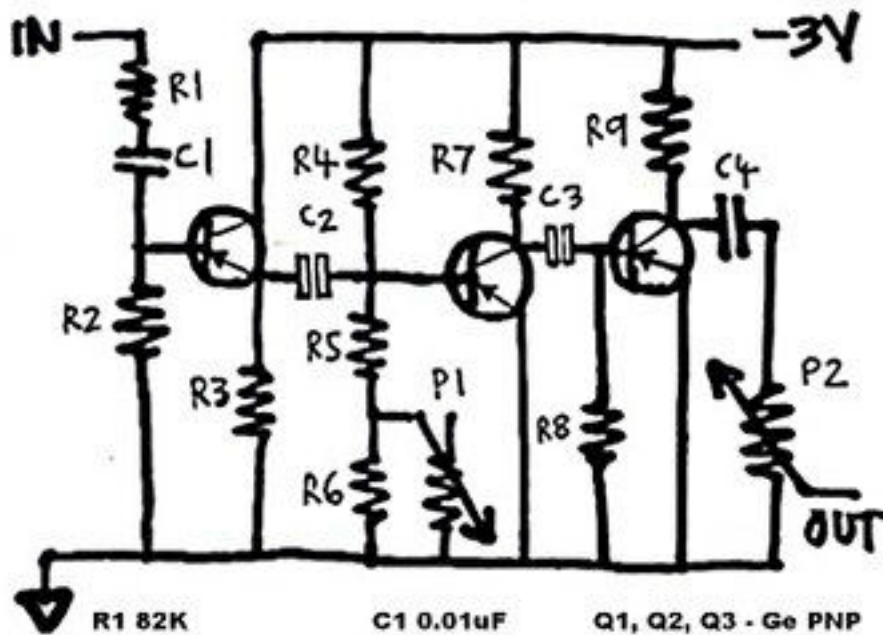 IN
-3V
R1
C1
R4
R7
R9
C2
C3
C4
R2
R5
R3
P1
P2
R8
R6
OUT
R1 82K C1 0.01uF Q1, Q2, Q3 - Ge PNP